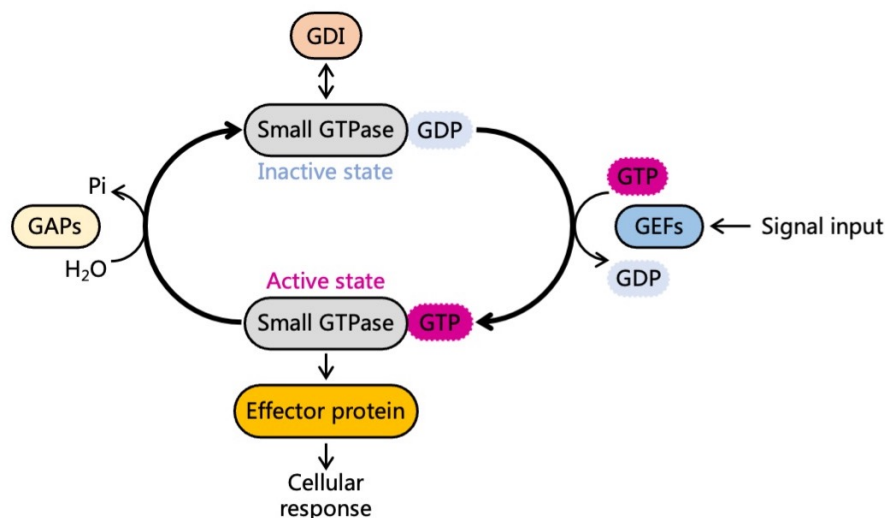 GDI
Small GTPase GDP
Inactive state
GTP
Pi
GAPs
GEFs
Signal input
H₂O
GDP
Active state
Small GTPase GTP
Effector protein
Cellular
response